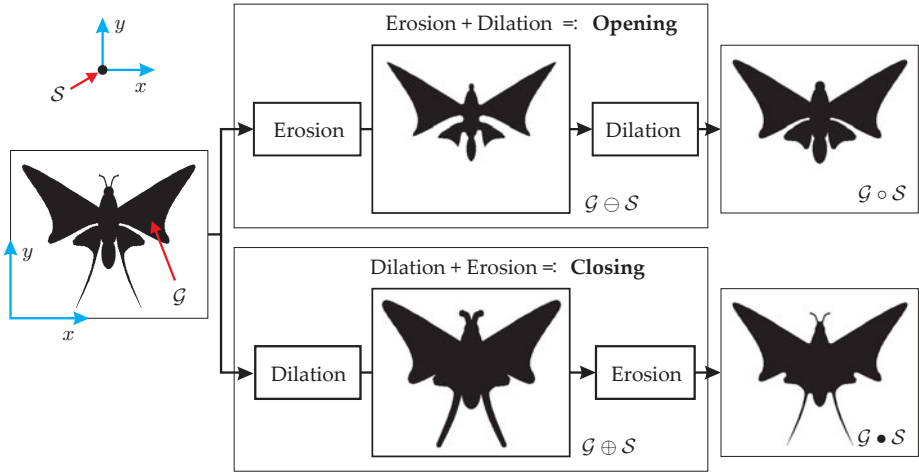 y
x
𝒮
Erosion + Dilation =: Opening
Erosion
Dilation
𝒢 ⊖ 𝒮
𝒢 ∘ 𝒮
y
x
𝒢
Dilation + Erosion =: Closing
Dilation
Erosion
𝒢 ⊕ 𝒮
𝒢 • 𝒮